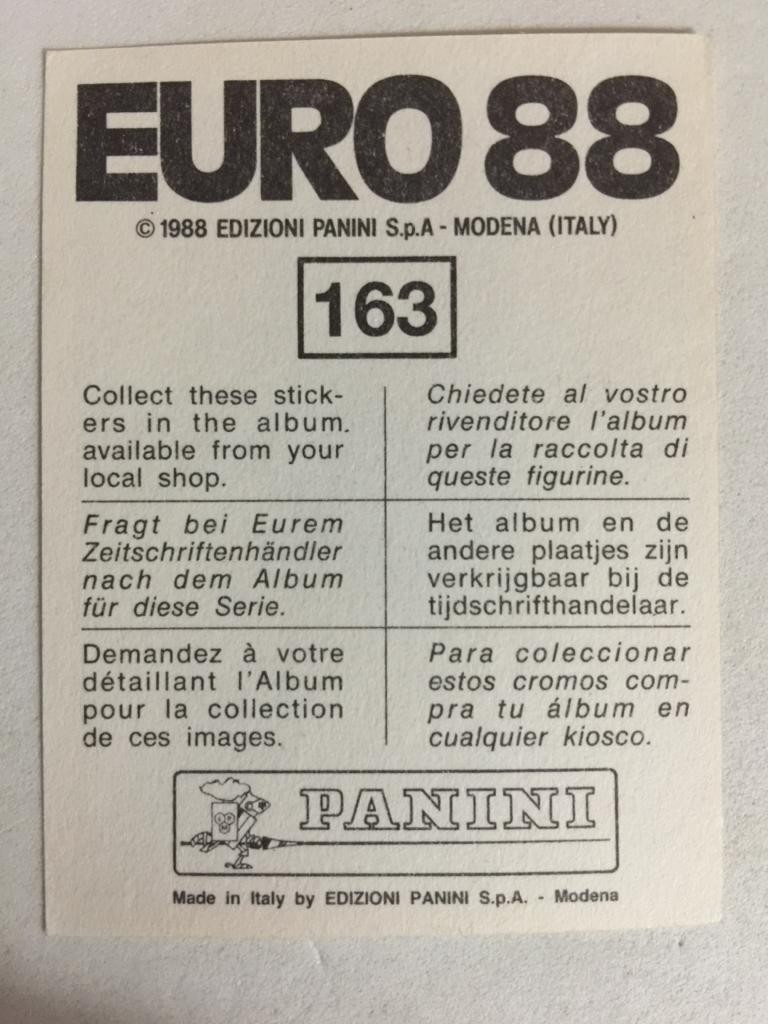 EURO 88
© 1988 EDIZIONI PANINI S.p.A - MODENA (ITALY)
163
Collect these stick-
ers in the album.
available from your
local shop.
Chiedete al vostro
rivenditore l'album
per la raccolta di
queste figurine.
Fragt bei Eurem
Zeitschriftenhändler
nach dem Album
für diese Serie.
Het album en de
andere plaatjes zijn
verkrijgbaar bij de
tijdschrifthandelaar.
Demandez à votre
détaillant l'Album
pour la collection
de ces images.
Para coleccionar
estos cromos com-
pra tu álbum en
cualquier kiosco.
PANINI
Made in Italy by EDIZIONI PANINI S.p.A. - Modena